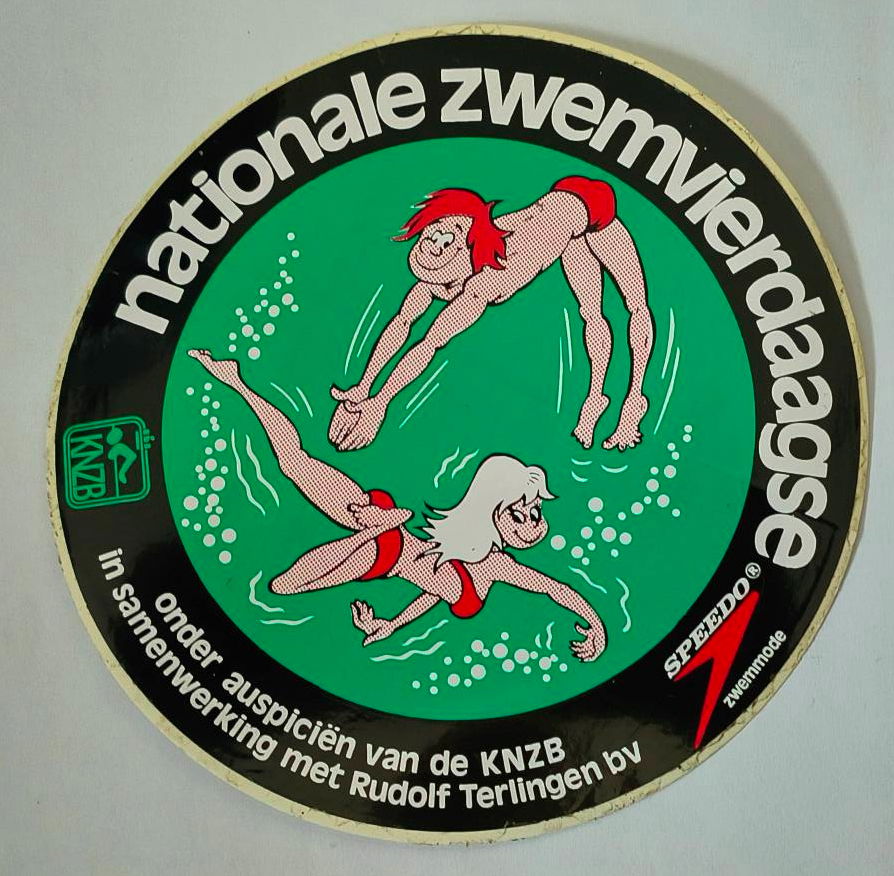 nationale zwemvierdaagse
KNZB
SPEEDO®
zwemmode
onder auspiciën van de KNZB
in samenwerking met Rudolf Terlingen bv